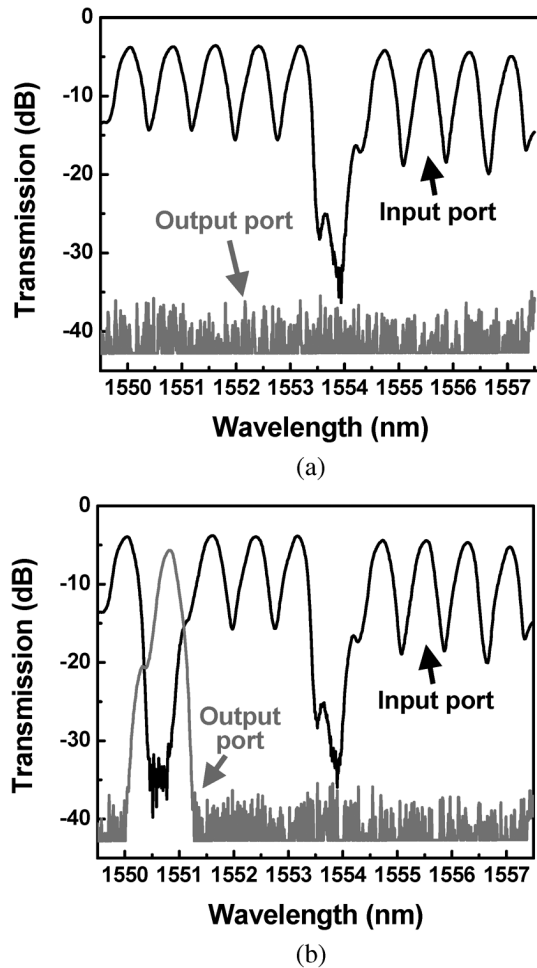 0
-10
-20
-30
-40
Transmission (dB)
Output port
Input port
1550 1551 1552 1553 1554 1555 1556 1557
Wavelength (nm)
(a)
0
-10
-20
-30
-40
Transmission (dB)
Output
port
Input port
1550 1551 1552 1553 1554 1555 1556 1557
Wavelength (nm)
(b)